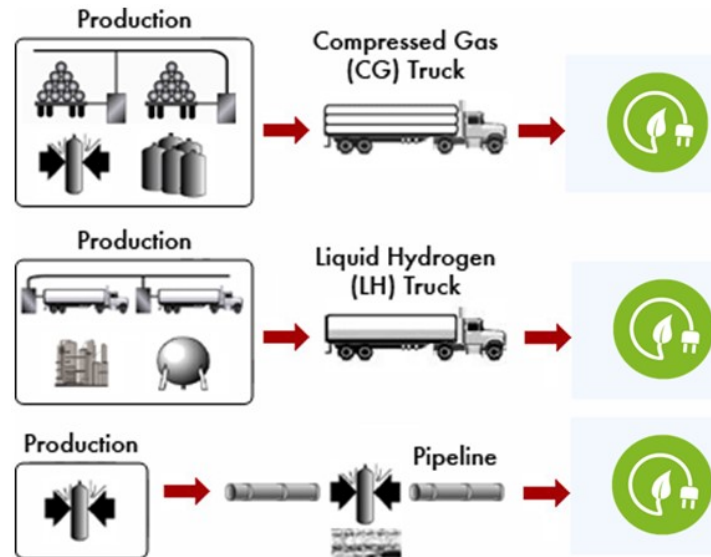 Production
Compressed Gas
(CG) Truck
Production
Liquid Hydrogen
(LH) Truck
Production
Pipeline